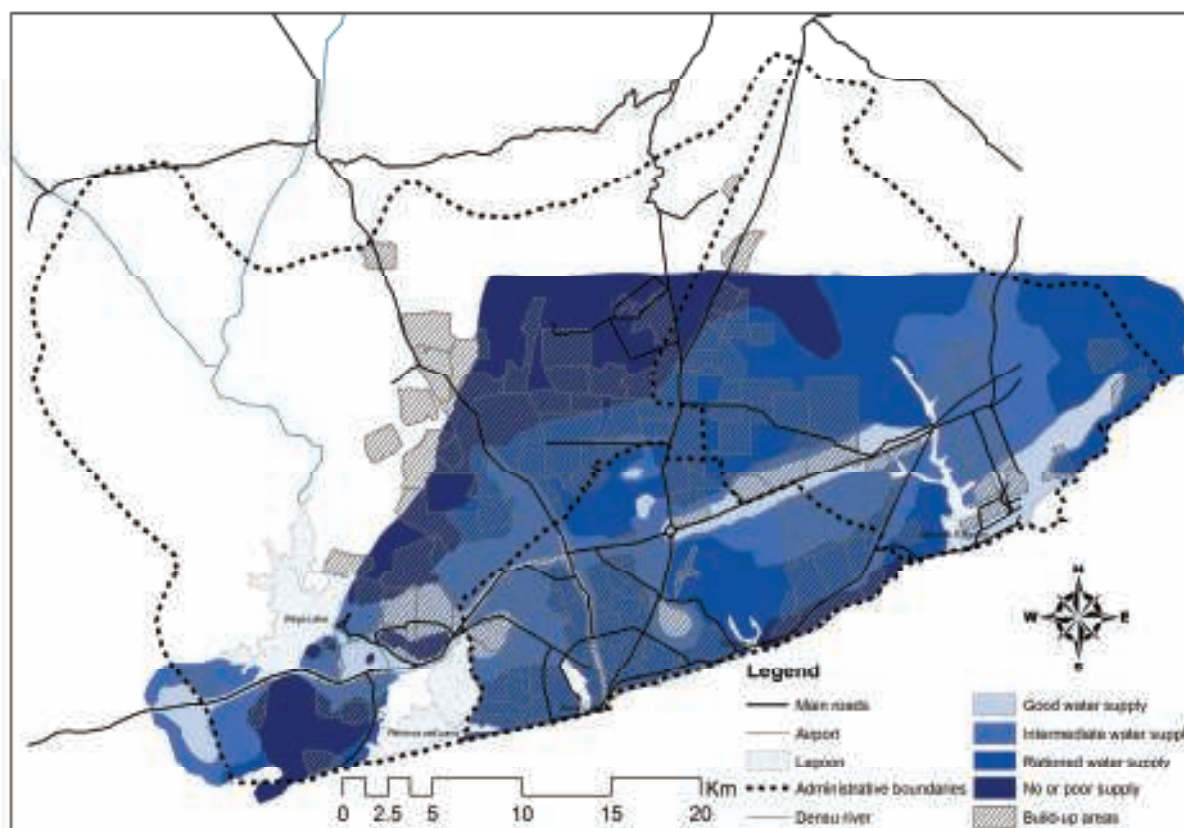 N
W E
S
Legend
Main roads
Airport
Lagoon
Administrative boundaries
Densu river
Good water supply
Intermediate water suppl
Rationed water supply
No or poor supply
Build-up areas
Km
0 2.5 5 10 15 20